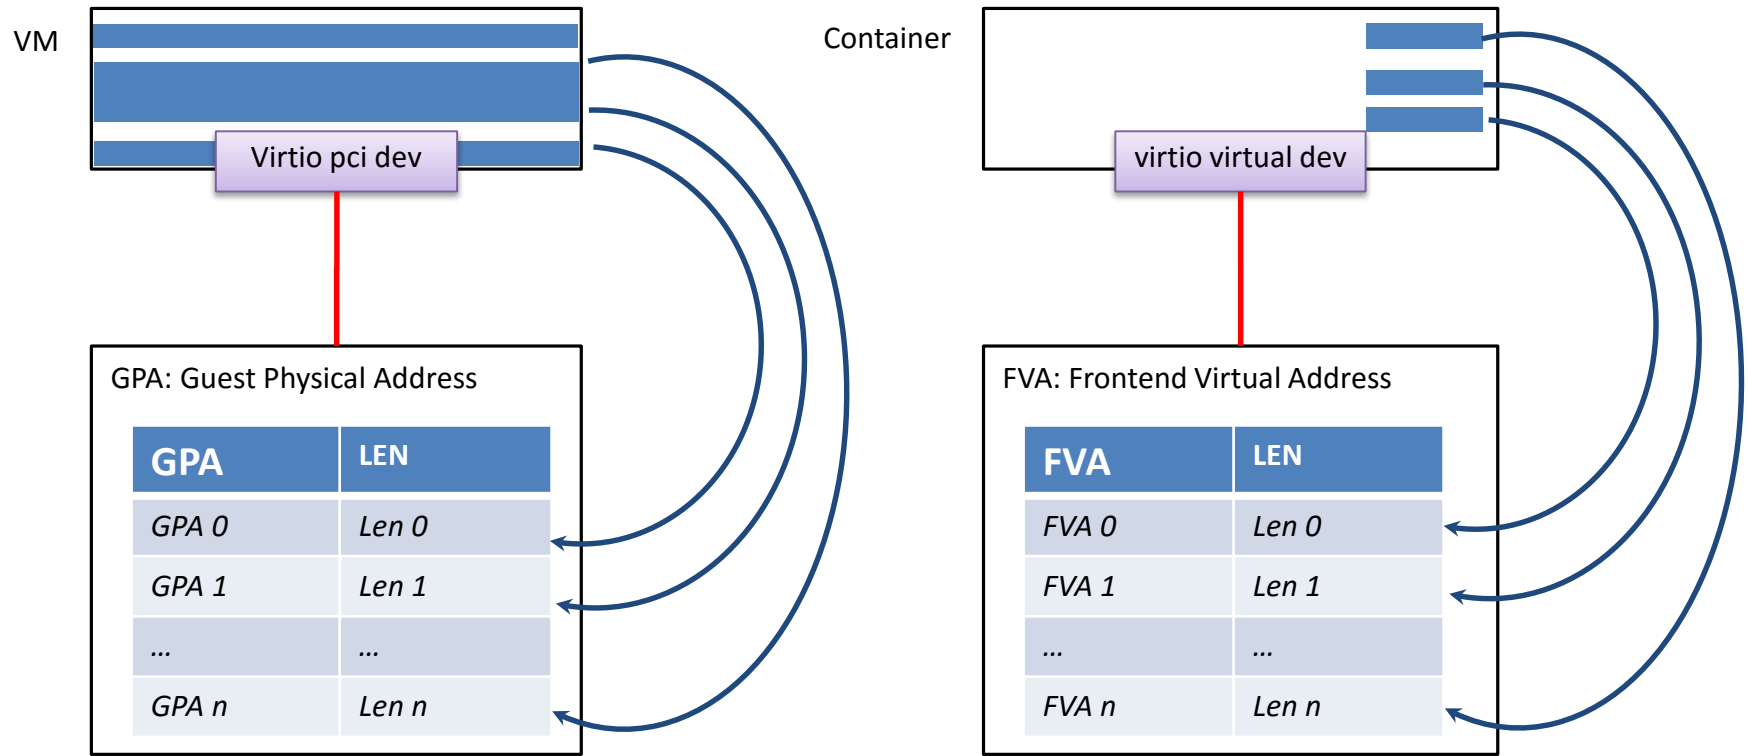 VM
Virtio pci dev
GPA: Guest Physical Address
GPA LEN
GPA 0 Len 0
GPA 1 Len 1
... ...
GPA n Len n
Container
virtio virtual dev
FVA: Frontend Virtual Address
FVA LEN
FVA 0 Len 0
FVA 1 Len 1
... ...
FVA n Len n